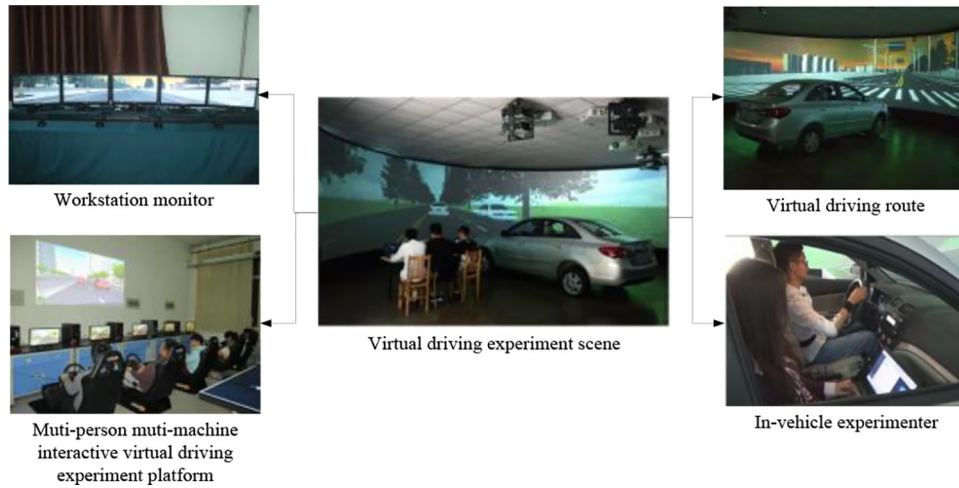 Workstation monitor
Virtual driving route
Virtual driving experiment scene
Muti-person muti-machine
interactive virtual driving
experiment platform
In-vehicle experimenter